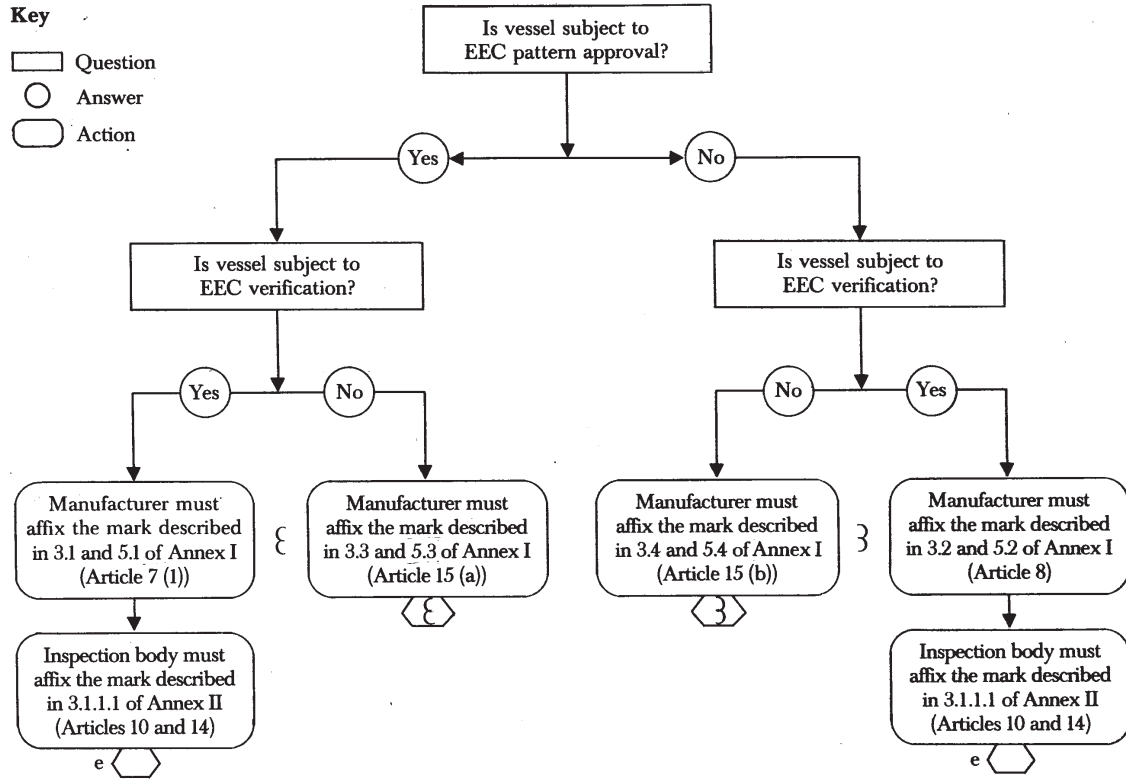 Key
Question
Answer
Action
Is vessel subject to
EEC pattern approval?
Yes
No
Is vessel subject to
EEC verification?
Is vessel subject to
EEC verification?
Yes
No
No
Yes
Manufacturer must
affix the mark described
in 3.1 and 5.1 of Annex I
(Article 7 (1))
ε
Manufacturer must
affix the mark described
in 3.3 and 5.3 of Annex I
(Article 15 (a))
ε
Manufacturer must
affix the mark described
in 3.4 and 5.4 of Annex I
(Article 15 (b))
Manufacturer must
affix the mark described
in 3.2 and 5.2 of Annex I
(Article 8)
Inspection body must
affix the mark described
in 3.1.1.1 of Annex II
(Articles 10 and 14)
e
Inspection body must
affix the mark described
in 3.1.1.1 of Annex II
(Articles 10 and 14)
e